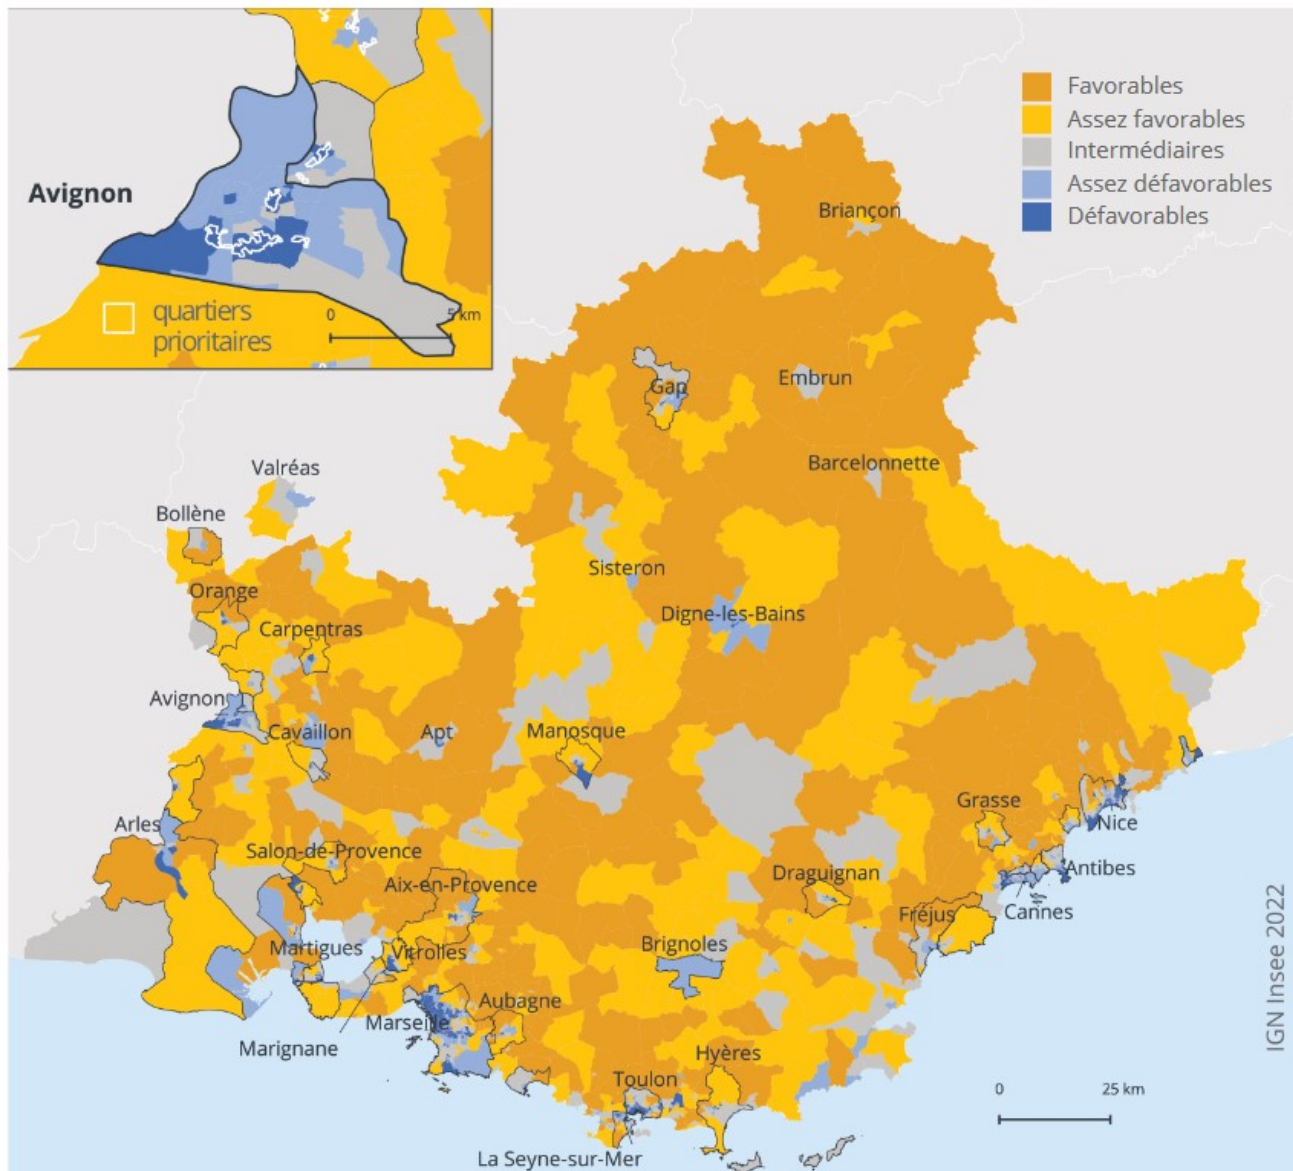 Avignon
quartiers
prioritaires
0
5 km
Favorables
Assez favorables
Intermédiaires
Assez défavorables
Défavorables
Briançon
Gap
Embrun
Barcelonnette
Valréas
Bollène
Sisteron
Orange
Digne-les-Bains
Carpentras
Avignon
Cavaillon
Apt
Manosque
Grasse
Nice
Arles
Salon-de-Provence
Aix-en-Provence
Draguignan
Antibes
Cannes
Fréjus
Martigues
Vitrolles
Brignoles
Aubagne
Marseille
Marignane
Hyères
Toulon
La Seyne-sur-Mer
0
25 km
IGN Insee 2022